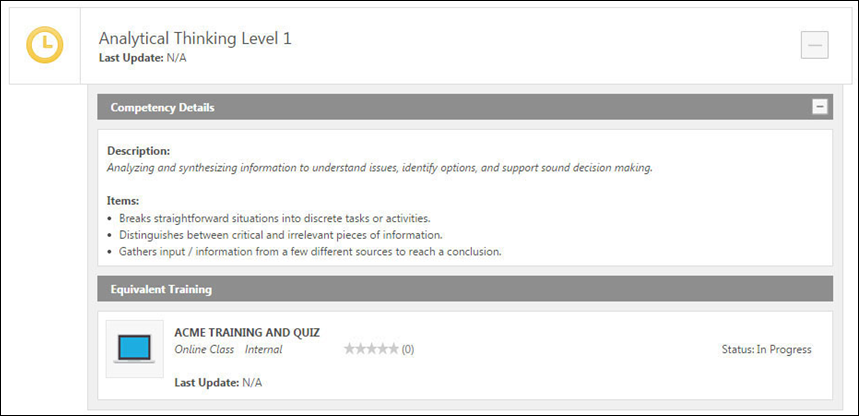 Analytical Thinking Level 1
Last Update: N/A
Competency Details
Description:
Analyzing and synthesizing information to understand issues, identify options, and support sound decision making.
Items:
• Breaks straightforward situations into discrete tasks or activities.
• Distinguishes between critical and irrelevant pieces of information.
• Gathers input / information from a few different sources to reach a conclusion.
Equivalent Training
ACME TRAINING AND QUIZ
Online Class Internal (0) Status: In Progress
Last Update: N/A